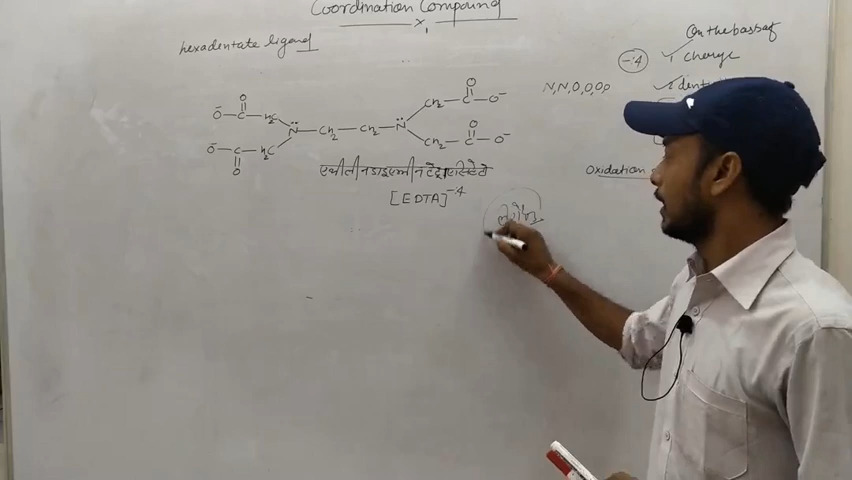 Coordination Compound
x,
hexadentate ligand
On the basis of
-4 charge
N,N,O,O,O,O
O O
|| ||
Ō—C—H₂C CH₂—C—O⁻
N̈—CH₂—CH₂—N̈
Ō—C—H₂C CH₂—C—O⁻
|| ||
O O
एथीलीनडाइएमीनटेट्राएसिटेटो
[EDTA]⁻⁴
Oxidation
लीगेन्ड